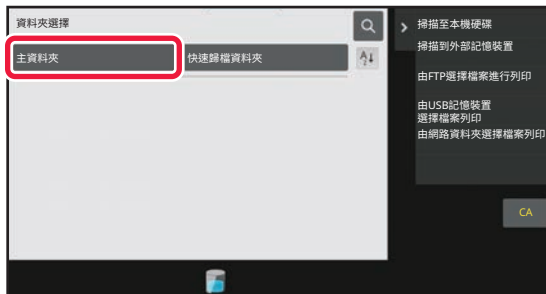 資料夾選擇
主資料夾
快速歸檔資料夾
掃描至本機硬碟
掃描到外部記憶裝置
由FTP選擇檔案進行列印
由USB記憶裝置
選擇檔案列印
由網路資料夾選擇檔案列印
CA